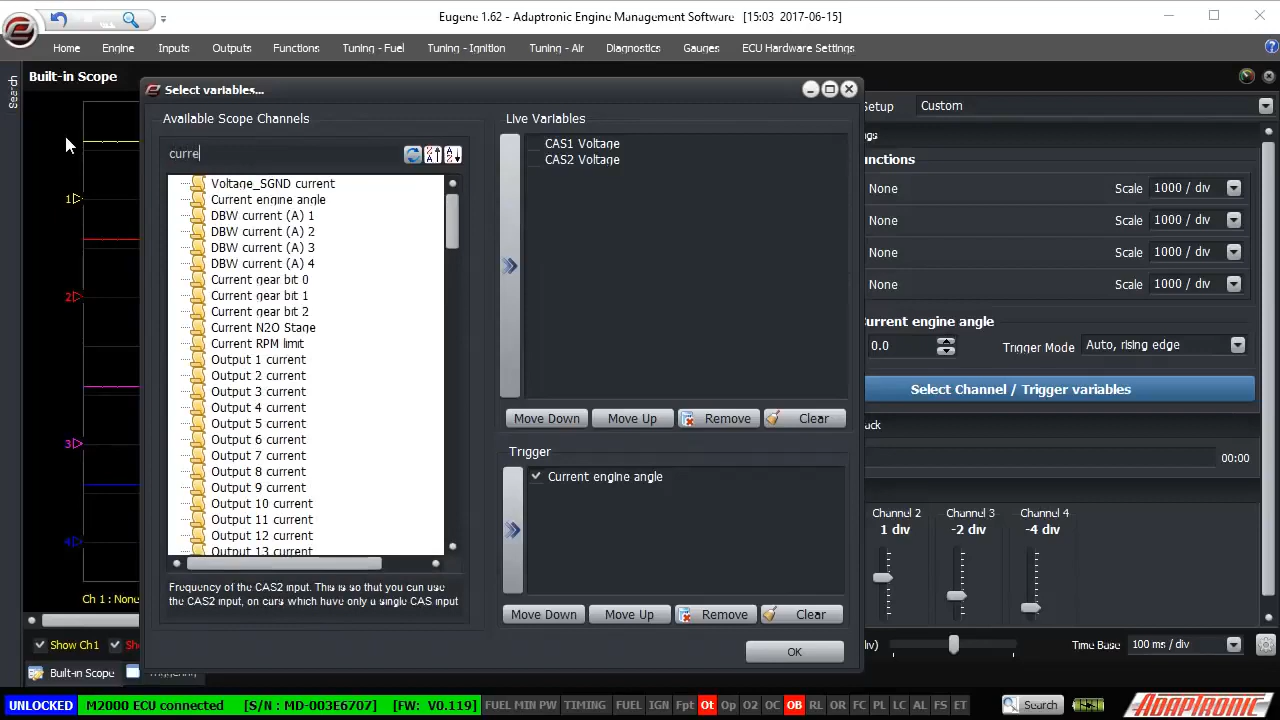 Eugene 1.62 - Adaptronic Engine Management Software  [15:03  2017-06-15]
Home Engine Inputs Outputs Functions Tuning - Fuel Tuning - Ignition Tuning - Air Diagnostics Gauges ECU Hardware Settings
Search
Built-in Scope
Select variables...
Available Scope Channels
curre
Voltage_SGND current
Current engine angle
DBW current (A) 1
DBW current (A) 2
DBW current (A) 3
DBW current (A) 4
Current gear bit 0
Current gear bit 1
Current gear bit 2
Current N2O Stage
Current RPM limit
Output 1 current
Output 2 current
Output 3 current
Output 4 current
Output 5 current
Output 6 current
Output 7 current
Output 8 current
Output 9 current
Output 10 current
Output 11 current
Output 12 current
Output 13 current
Frequency of the CAS2 input. This is so that you can use
the CAS2 input, on curs which have only a single CAS input
Live Variables
CAS1 Voltage
CAS2 Voltage
Move Down Move Up Remove Clear
Trigger
Current engine angle
Move Down Move Up Remove Clear
OK
1
2
3
4
Ch 1 : None
Show Ch1
Built-in Scope
Setup Custom
unctions
None Scale 1000 / div
None Scale 1000 / div
None Scale 1000 / div
None Scale 1000 / div
Current engine angle
0.0 Trigger Mode Auto, rising edge
Select Channel / Trigger variables
00:00
Channel 2 Channel 3 Channel 4
1 div -2 div -4 div
Time Base 100 ms / div
UNLOCKED M2000 ECU connected [S/N : MD-003E6707] [FW: V0.119] FUEL MIN PW TIMING FUEL IGN Fpt Ot Op O2 OC OB RL OR FC PL LC AL FS ET Search ADAPTRONIC